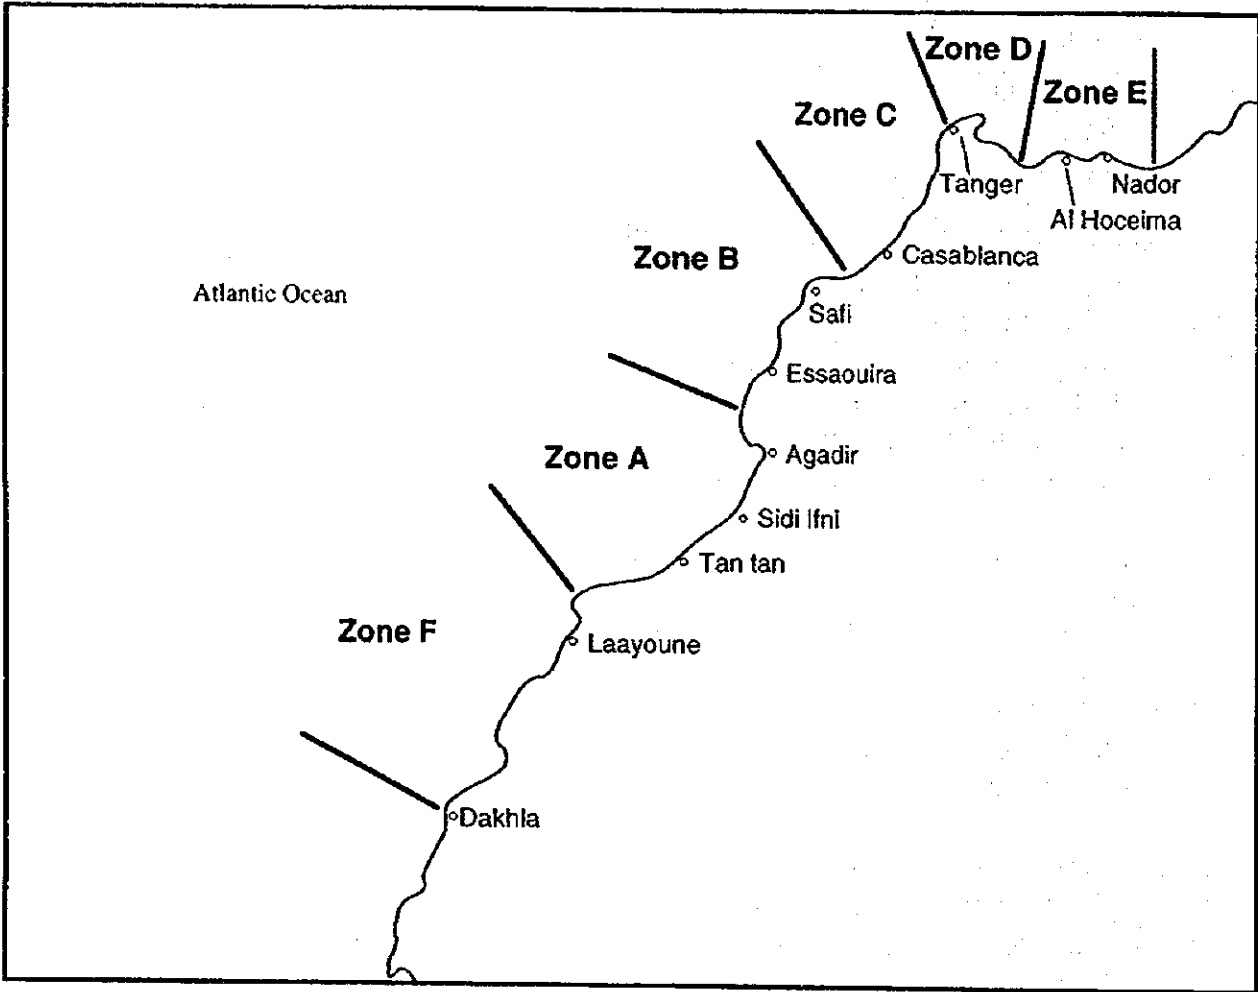 Zone D
Zone E
Zone C
Tanger
Nador
Al Hoceima
Casablanca
Zone B
Atlantic Ocean
Safi
Essaouira
Zone A
Agadir
Sidi Ifni
Tan tan
Zone F
Laayoune
Dakhla